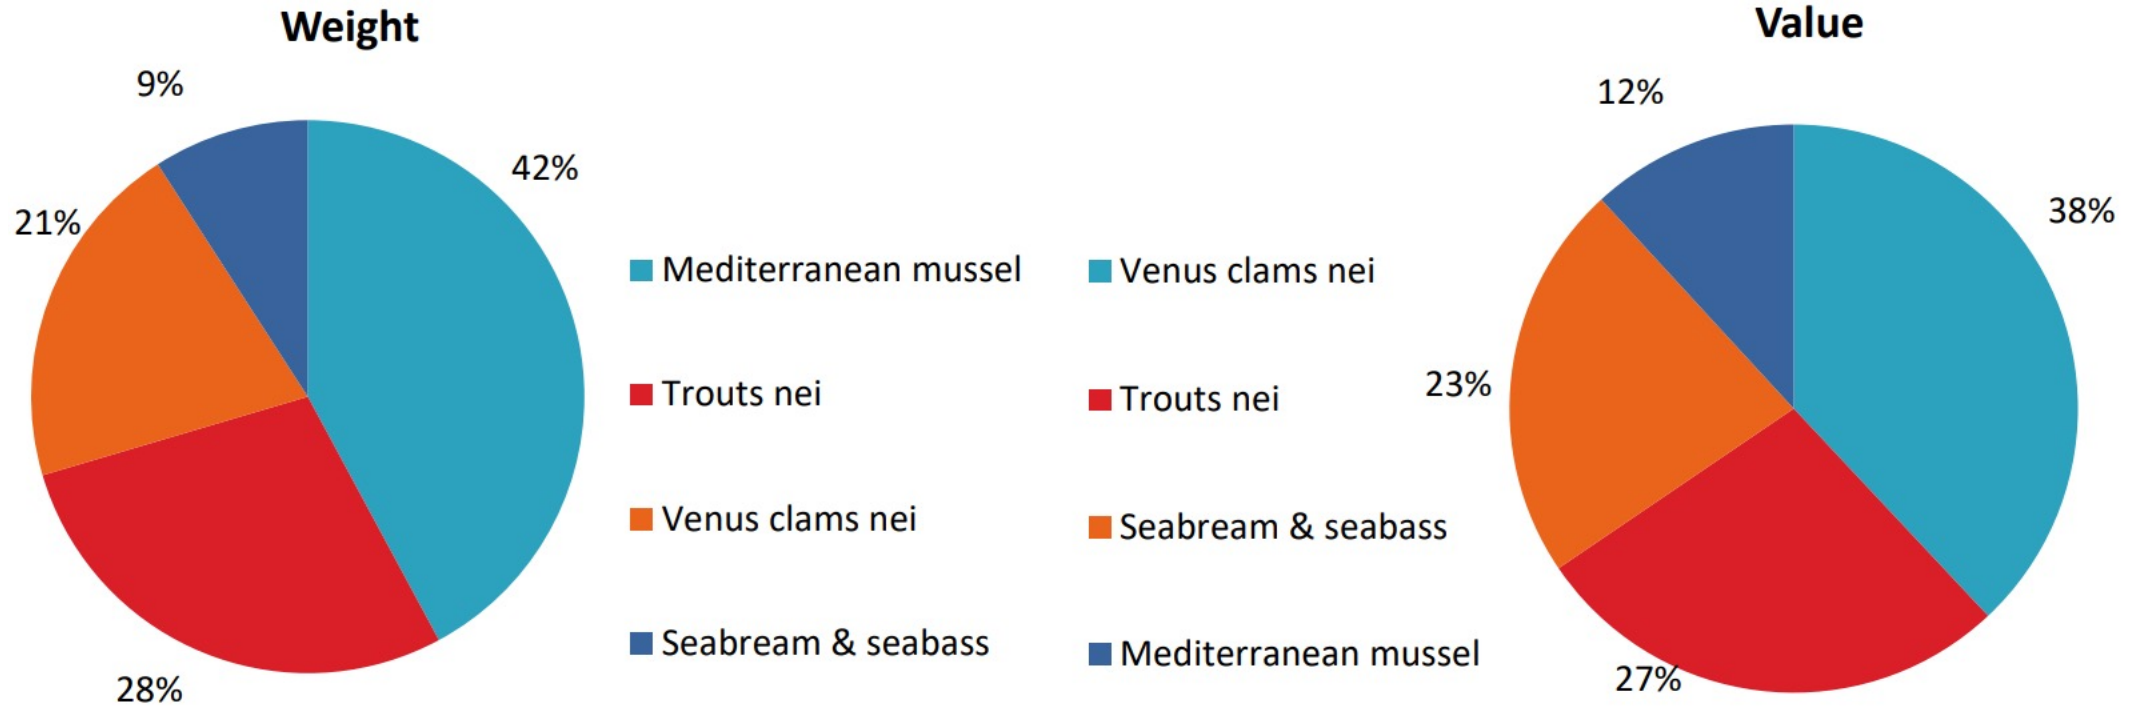 Weight
9%
42%
21%
28%
Mediterranean mussel
Trouts nei
Venus clams nei
Seabream & seabass
Venus clams nei
Trouts nei
Seabream & seabass
Mediterranean mussel
Value
12%
38%
23%
27%